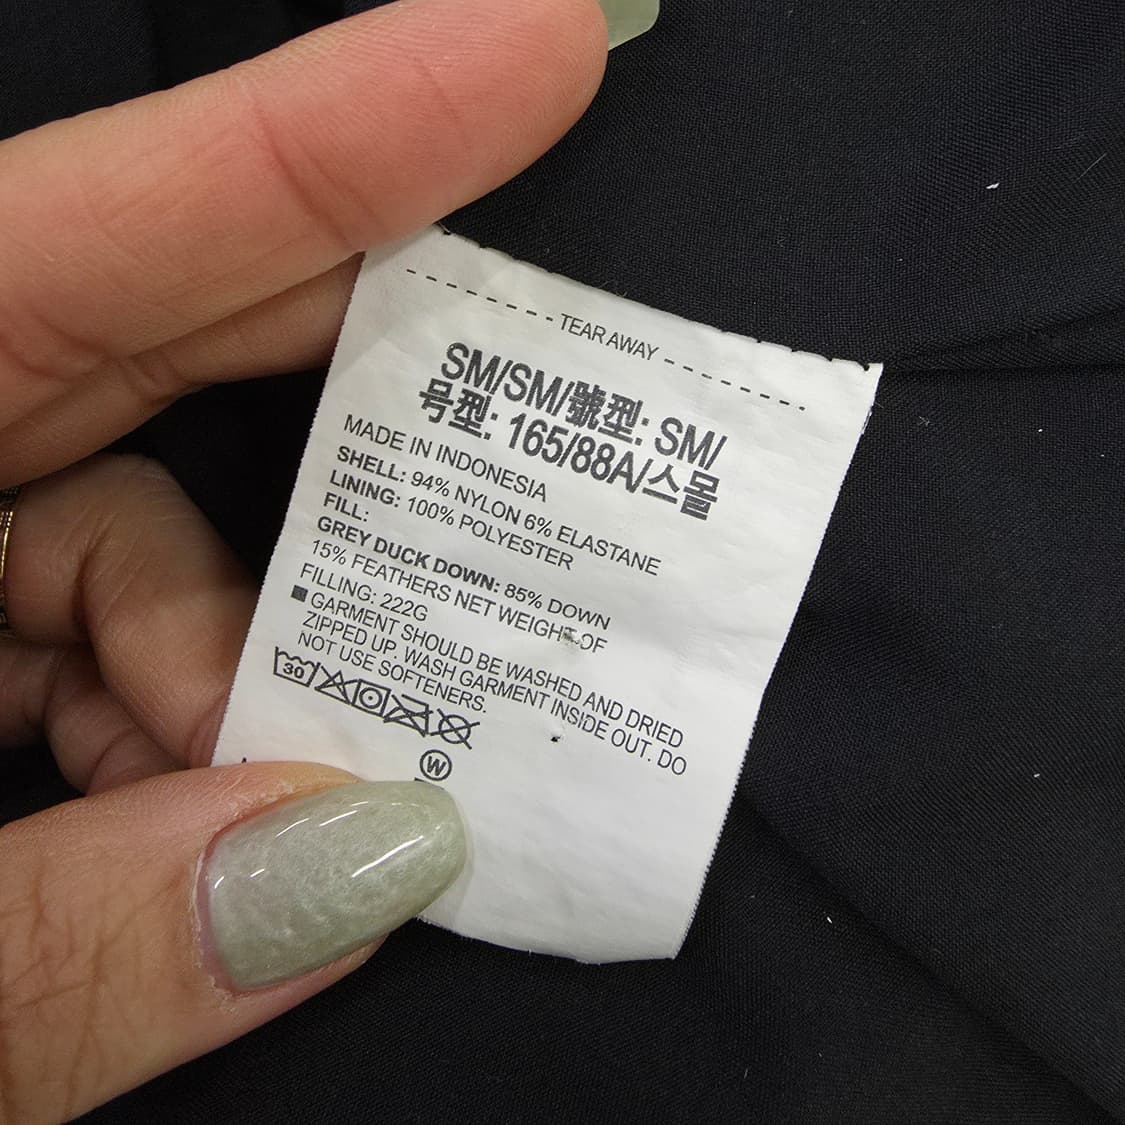 TEAR AWAY
SM/SM/號型: SM/
号型: 165/88A/스몰
MADE IN INDONESIA
SHELL: 94% NYLON 6% ELASTANE
LINING: 100% POLYESTER
FILL:
GREY DUCK DOWN: 85% DOWN
15% FEATHERS NET WEIGHT OF
FILLING: 222G
GARMENT SHOULD BE WASHED AND DRIED
ZIPPED UP. WASH GARMENT INSIDE OUT. DO
NOT USE SOFTENERS.
30
W